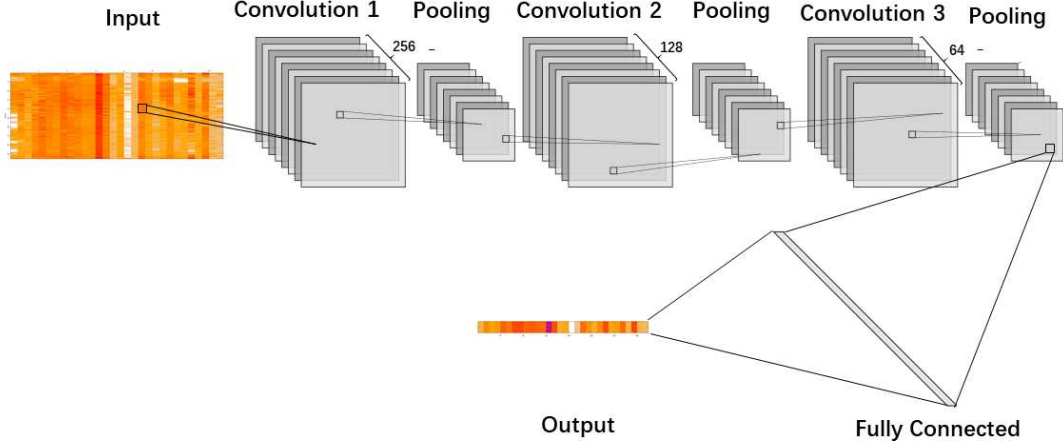 Input
Convolution 1
Pooling
Convolution 2
Pooling
Convolution 3
Pooling
256
128
64
Output
Fully Connected